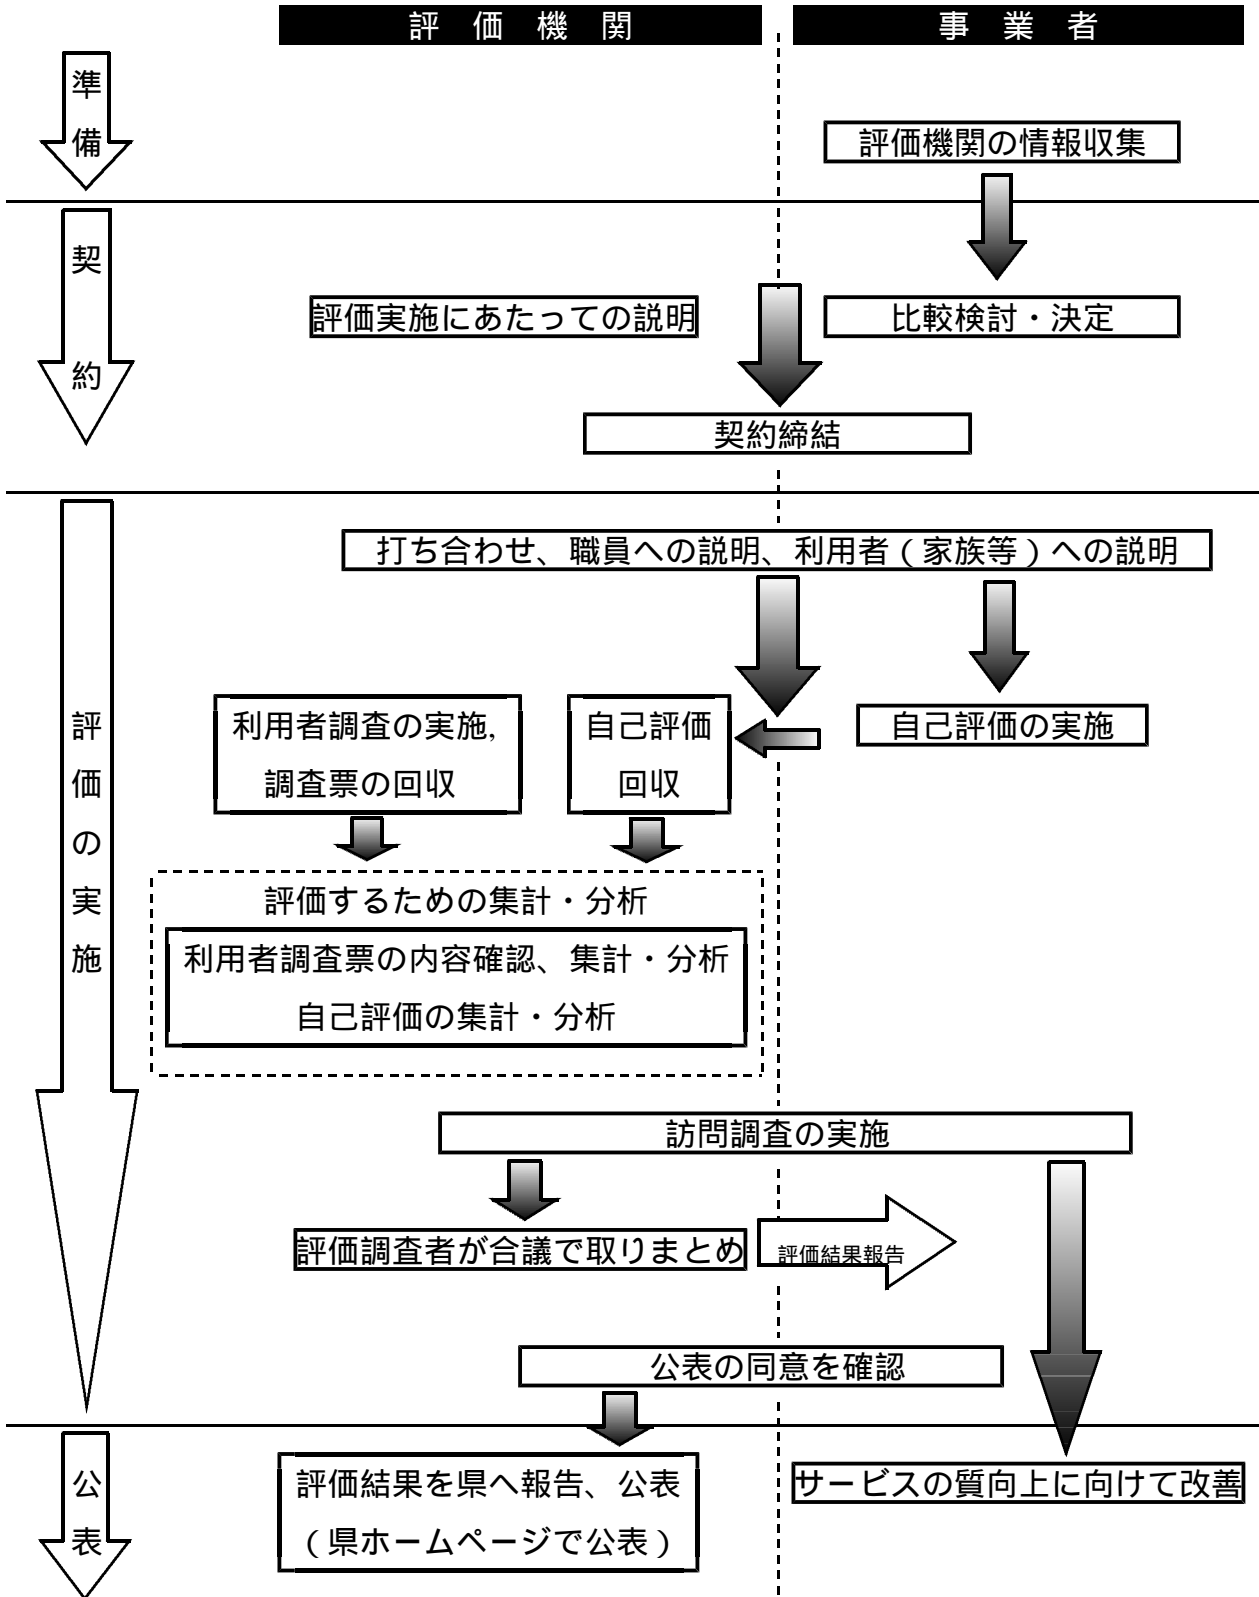 評価機関
事業者
準備
評価機関の情報収集
契約
評価実施にあたっての説明
比較検討・決定
契約締結
評価の実施
打ち合わせ、職員への説明、利用者（家族等）への説明
利用者調査の実施,
調査票の回収
自己評価
回収
自己評価の実施
評価するための集計・分析
利用者調査票の内容確認、集計・分析
自己評価の集計・分析
訪問調査の実施
評価調査者が合議で取りまとめ
評価結果報告
公表の同意を確認
公表
評価結果を県へ報告、公表
（県ホームページで公表）
サービスの質向上に向けて改善